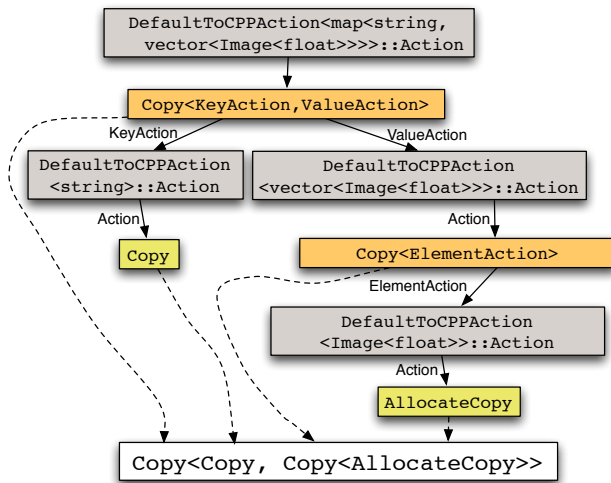 DefaultToCPPAction<map<string,
vector<Image<float>>>>::Action
Copy<KeyAction,ValueAction>
KeyAction
ValueAction
DefaultToCPPAction
<string>::Action
DefaultToCPPAction
<vector<Image<float>>>::Action
Action
Action
Copy
Copy<ElementAction>
ElementAction
DefaultToCPPAction
<Image<float>>::Action
Action
AllocateCopy
Copy<Copy, Copy<AllocateCopy>>